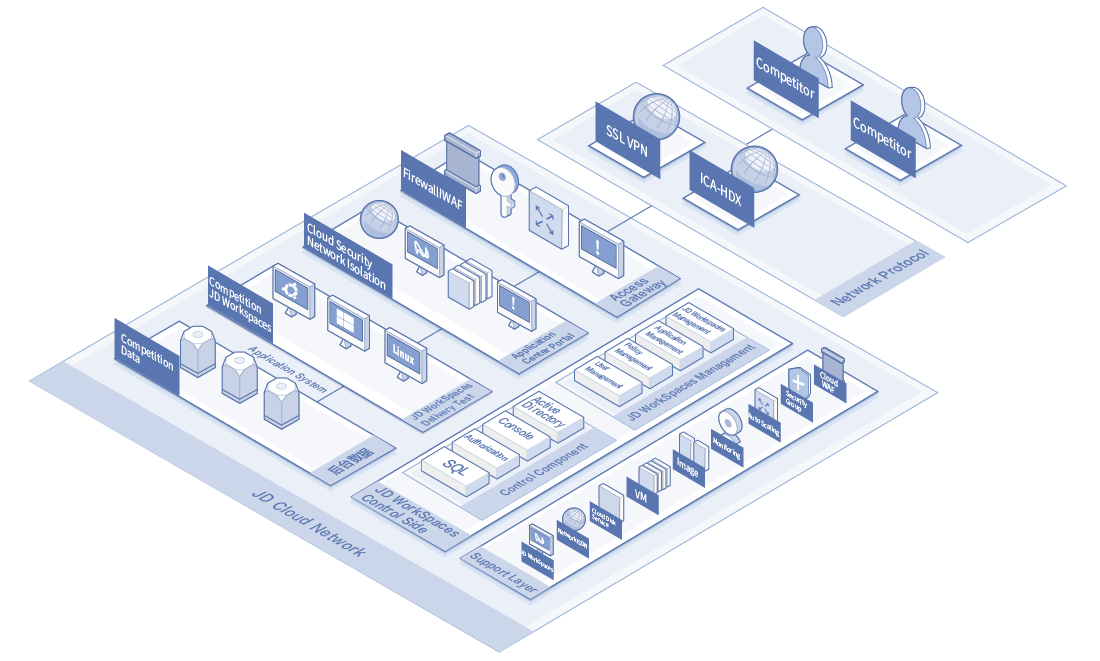 Competitor
Competitor
SSL VPN
ICA-HDX
Network Protocol
FirewallIWAF
Access
Gateway
Cloud Security
Network Isolation
Application
Center Portal
Competition
JD WorkSpaces
Linux
JD WorkSpaces
Delivery Test
Competition
Data
Application System
后台数据
JD Cloud Network
JD WorkSpaces
Management
Application
Management
Policy
Management
User
Management
JD WorkSpaces Management
Active
Directory
Console
Authorization
SQL
Control Component
JD WorkSpaces
Control Side
Cloud
WAF
Security
Group
Auto Scaling
Monitoring
Image
VM
Cloud Disk
Service
Network/SDN
JD WorkSpaces
Support Layer